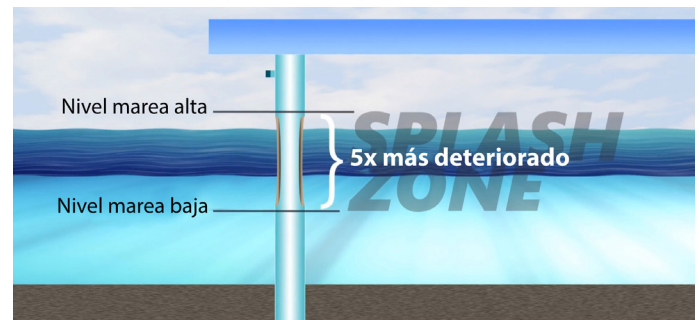 Nivel marea alta
SPLASH
5x más deteriorado
ZONE
Nivel marea baja